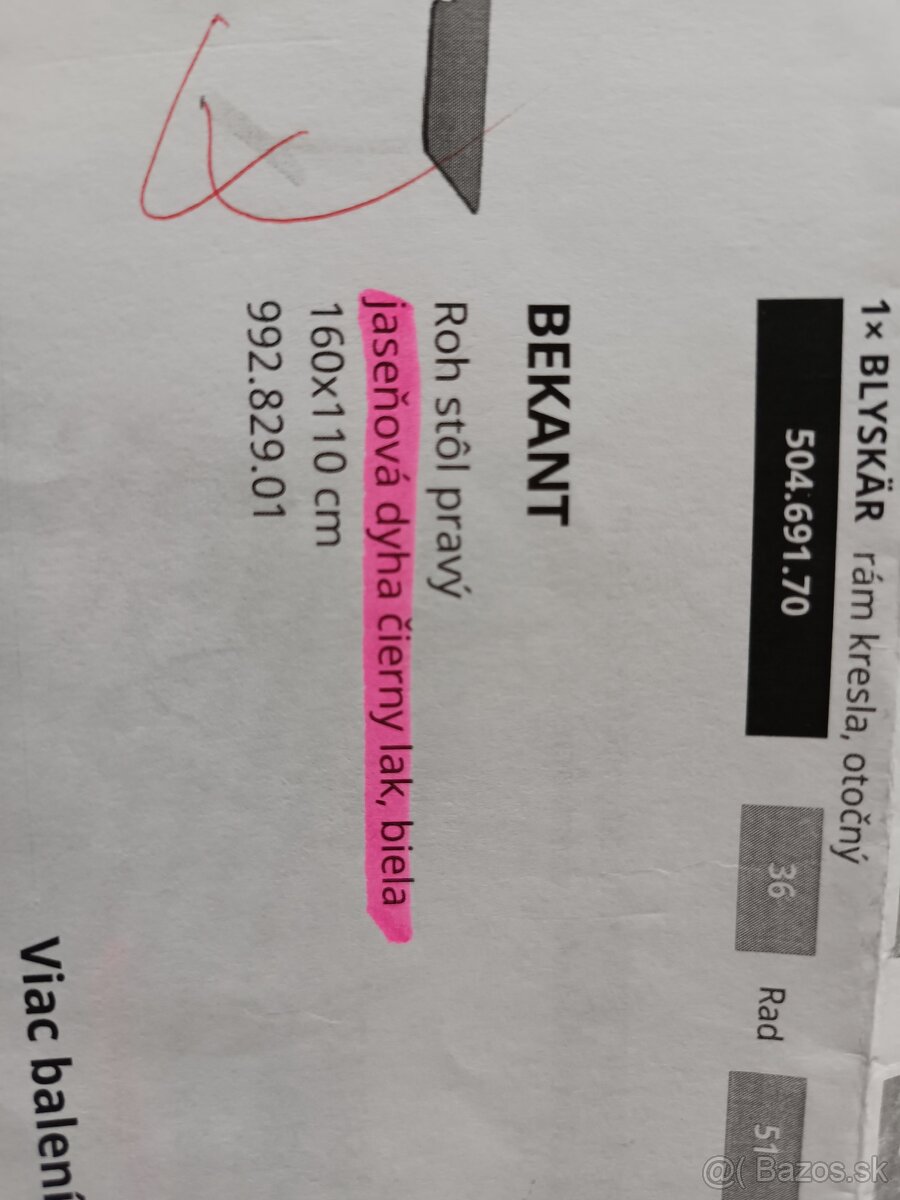 1× BLYSKÄR rám kresla, otočný
504.691.70
36
Rad
51
BEKANT
Roh stôl pravý
jaseňová dyha čierny lak, biela
160x110 cm
992.829.01
Viac balení
@( Bazos.sk